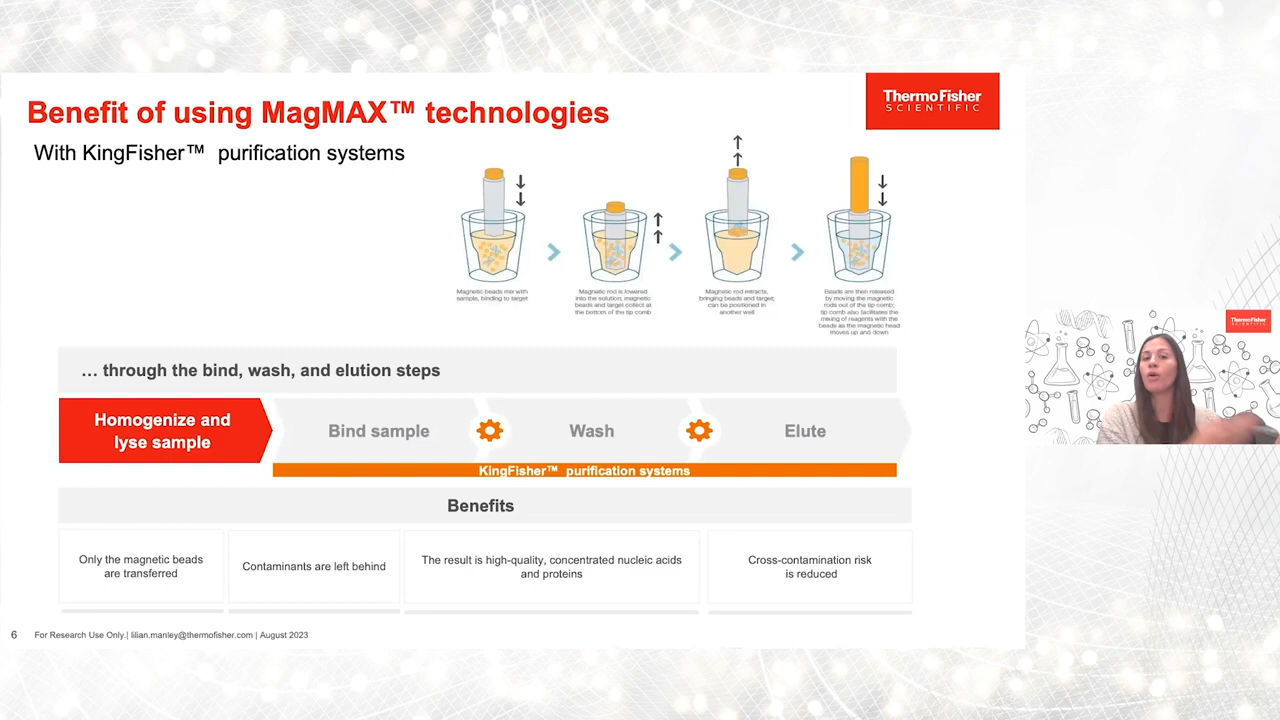 Benefit of using MagMAX™ technologies
With KingFisher™ purification systems
ThermoFisher
SCIENTIFIC
Magnetic beads mix with
sample, binding to target
Magnetic rod is lowered
into the solution; magnetic
beads and target collect at
the bottom of the tip comb
Magnetic rod retracts,
bringing beads and target;
can be positioned in
another well
Beads are then released
by moving the magnetic
rods out of the tip comb;
tip comb also facilitates the
mixing of reagents with the
beads as the magnetic head
moves up and down
… through the bind, wash, and elution steps
Homogenize and
lyse sample
Bind sample
Wash
Elute
KingFisher™ purification systems
Benefits
Only the magnetic beads
are transferred
Contaminants are left behind
The result is high-quality, concentrated nucleic acids
and proteins
Cross-contamination risk
is reduced
6 For Research Use Only.| lilian.manley@thermofisher.com | August 2023
ThermoFisher
SCIENTIFIC